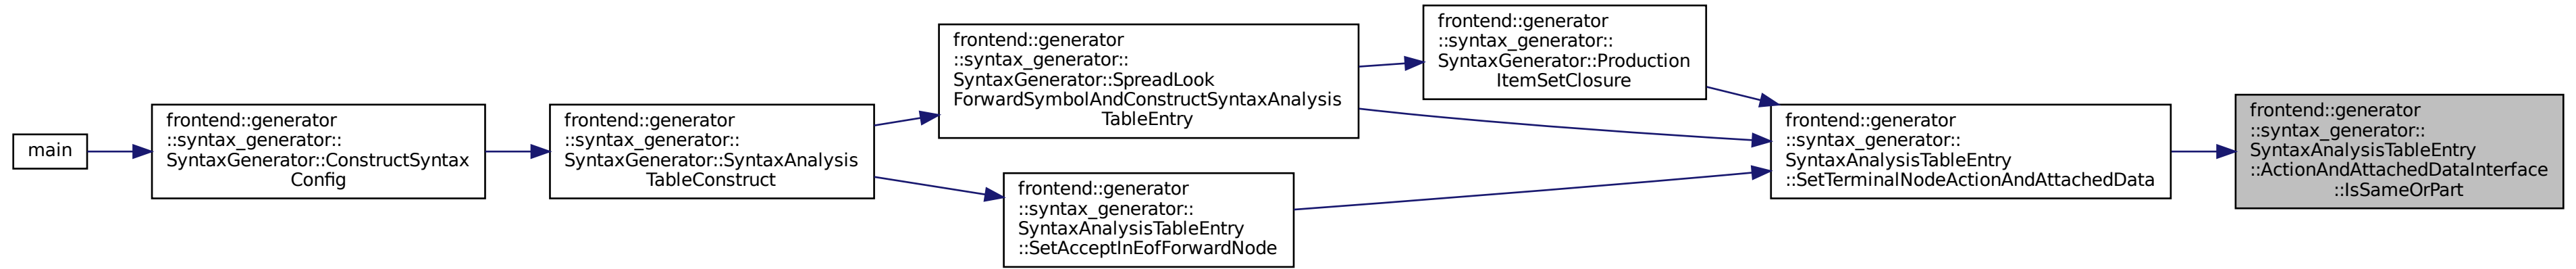 main
frontend::generator
::syntax_generator::
SyntaxGenerator::ConstructSyntax
Config
frontend::generator
::syntax_generator::
SyntaxGenerator::SyntaxAnalysis
TableConstruct
frontend::generator
::syntax_generator::
SyntaxGenerator::SpreadLook
ForwardSymbolAndConstructSyntaxAnalysis
TableEntry
frontend::generator
::syntax_generator::
SyntaxAnalysisTableEntry
::SetAcceptInEofForwardNode
frontend::generator
::syntax_generator::
SyntaxGenerator::Production
ItemSetClosure
frontend::generator
::syntax_generator::
SyntaxAnalysisTableEntry
::SetTerminalNodeActionAndAttachedData
frontend::generator
::syntax_generator::
SyntaxAnalysisTableEntry
::ActionAndAttachedDataInterface
::IsSameOrPart